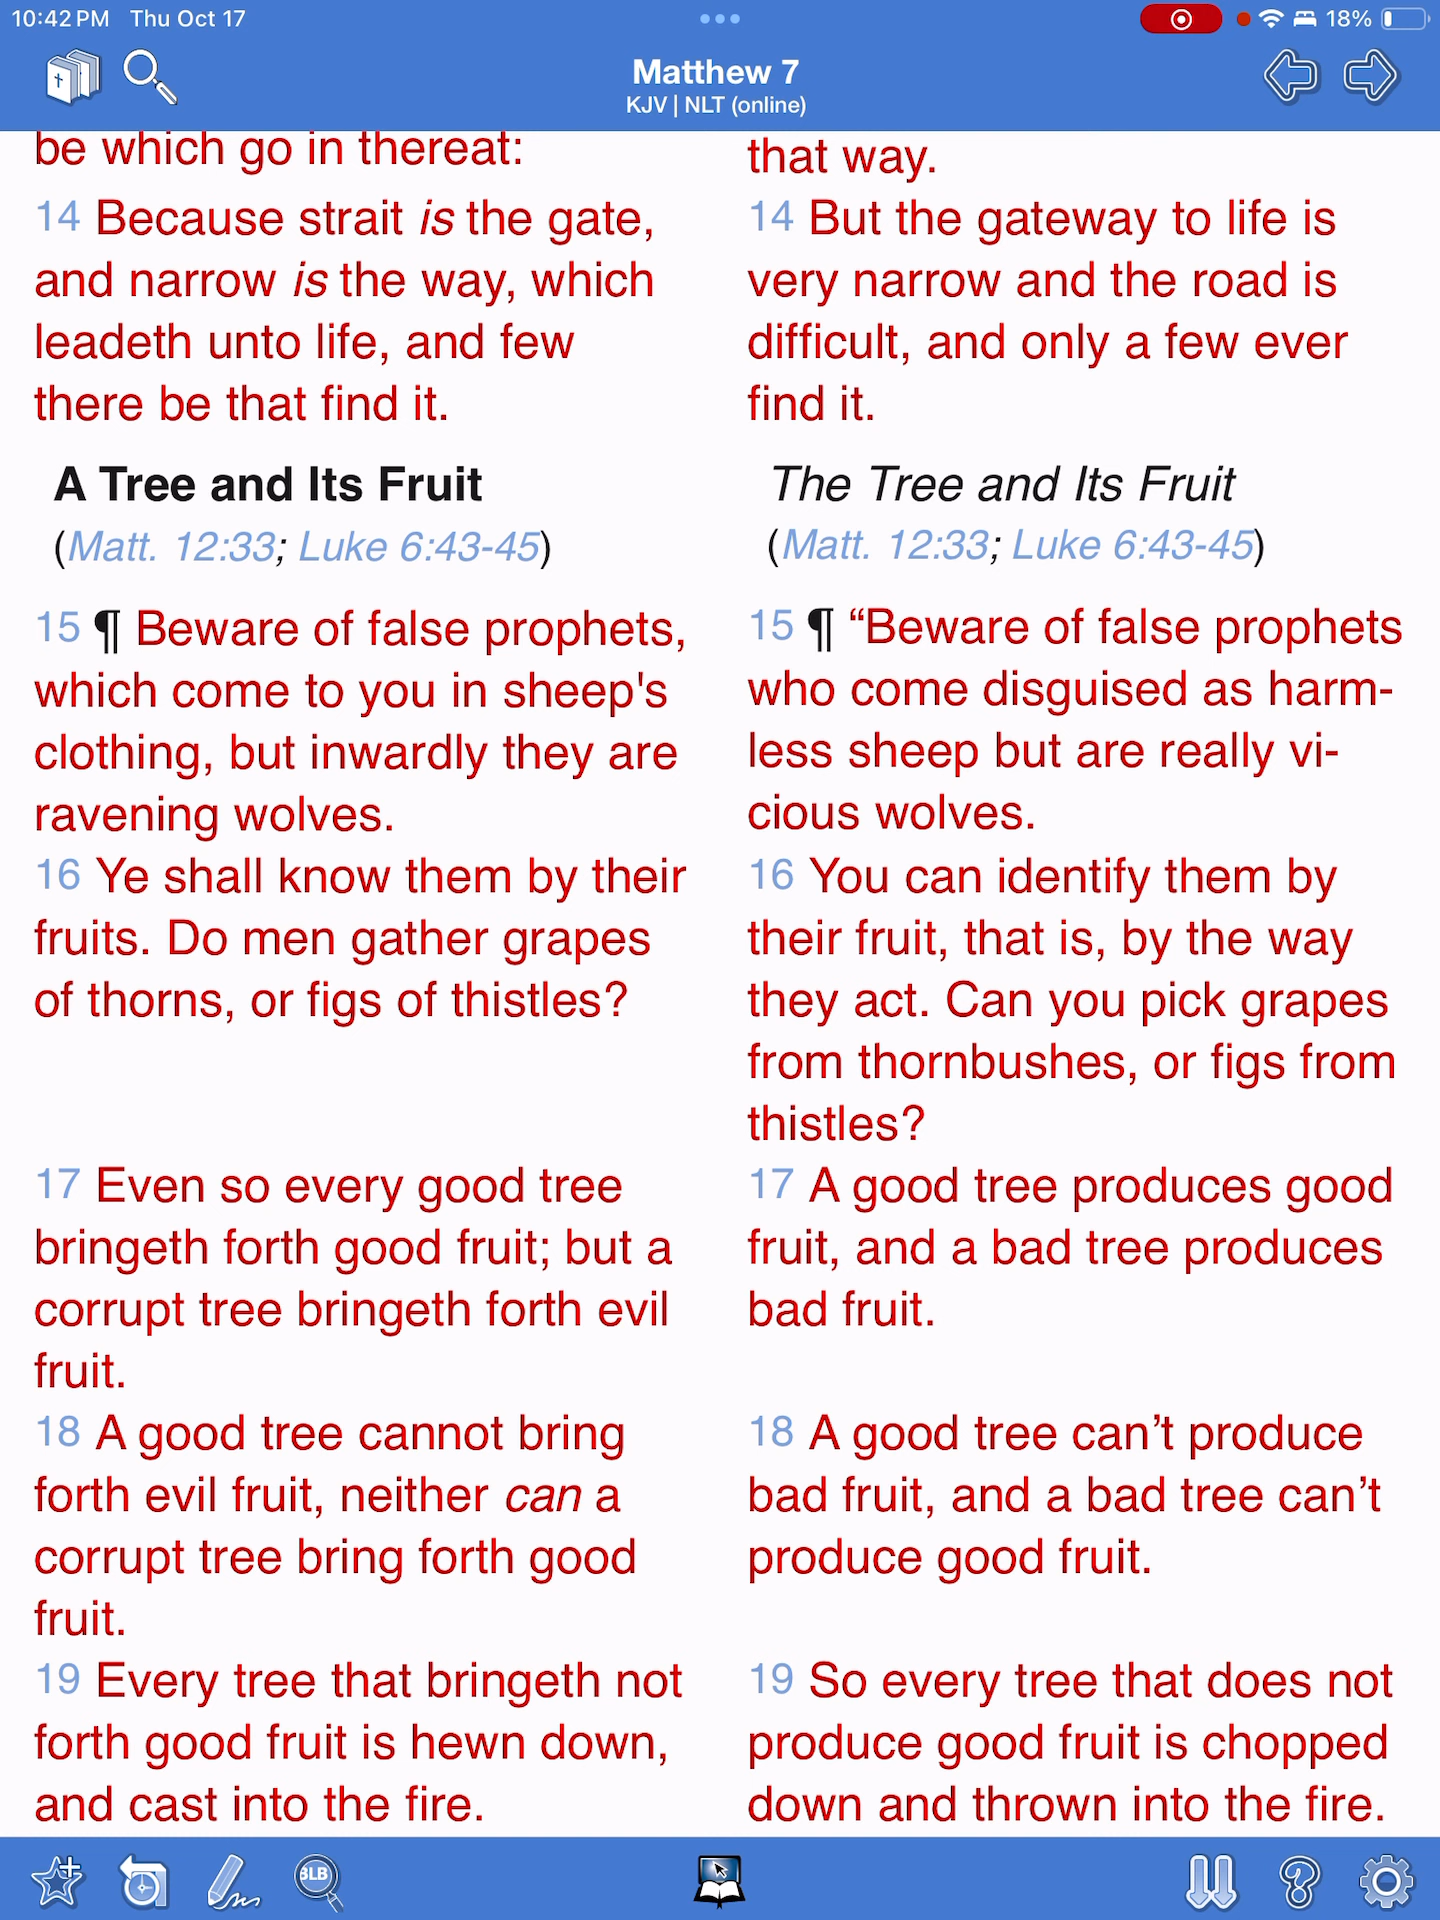 10:42 PM Thu Oct 17
18%
Matthew 7
KJV | NLT (online)
be which go in thereat:
14 Because strait is the gate,
and narrow is the way, which
leadeth unto life, and few
there be that find it.
A Tree and Its Fruit
(Matt. 12:33; Luke 6:43-45)
15 ¶ Beware of false prophets,
which come to you in sheep's
clothing, but inwardly they are
ravening wolves.
16 Ye shall know them by their
fruits. Do men gather grapes
of thorns, or figs of thistles?
17 Even so every good tree
bringeth forth good fruit; but a
corrupt tree bringeth forth evil
fruit.
18 A good tree cannot bring
forth evil fruit, neither can a
corrupt tree bring forth good
fruit.
19 Every tree that bringeth not
forth good fruit is hewn down,
and cast into the fire.
that way.
14 But the gateway to life is
very narrow and the road is
difficult, and only a few ever
find it.
The Tree and Its Fruit
(Matt. 12:33; Luke 6:43-45)
15 ¶ “Beware of false prophets
who come disguised as harm-
less sheep but are really vi-
cious wolves.
16 You can identify them by
their fruit, that is, by the way
they act. Can you pick grapes
from thornbushes, or figs from
thistles?
17 A good tree produces good
fruit, and a bad tree produces
bad fruit.
18 A good tree can’t produce
bad fruit, and a bad tree can’t
produce good fruit.
19 So every tree that does not
produce good fruit is chopped
down and thrown into the fire.
BLB